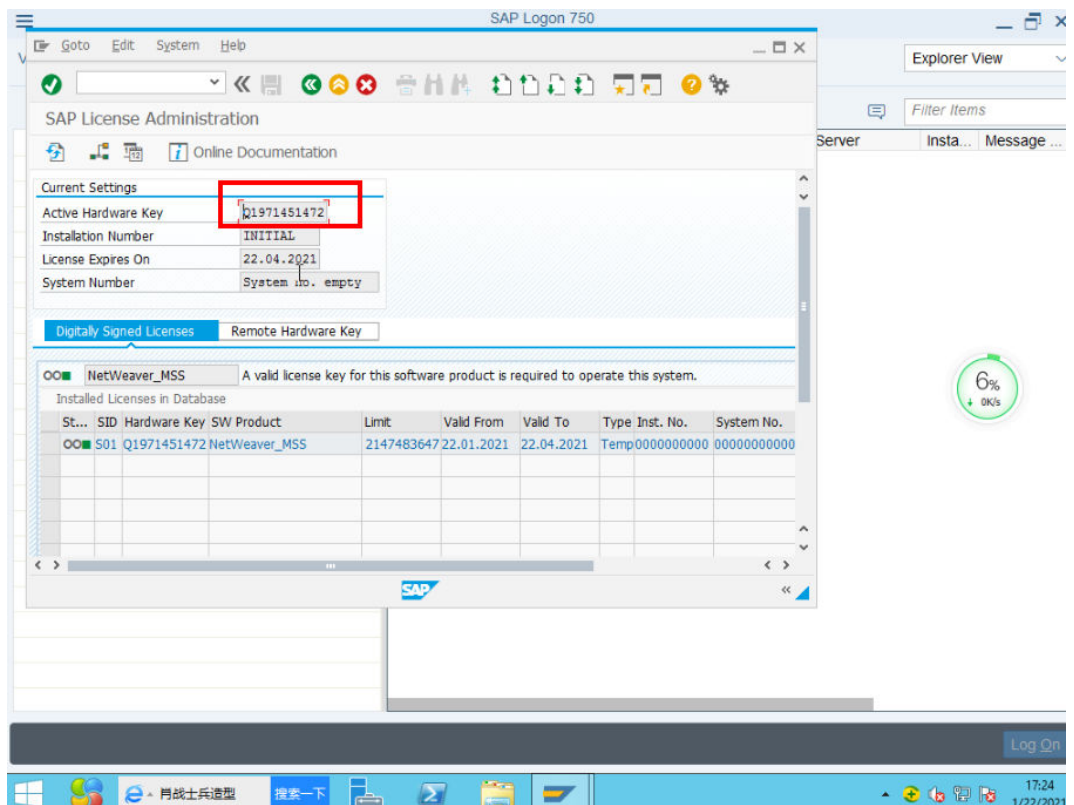 SAP Logon 750
Goto Edit System Help
Explorer View
SAP License Administration
Filter Items
Online Documentation
Server Insta... Message ...
Current Settings
Active Hardware Key Q1971451472
Installation Number INITIAL
License Expires On 22.04.2021
System Number System no. empty
Digitally Signed Licenses Remote Hardware Key
NetWeaver_MSS A valid license key for this software product is required to operate this system.
6%
0K/s
Installed Licenses in Database
St... SID Hardware Key SW Product Limit Valid From Valid To Type Inst. No. System No.
S01 Q1971451472 NetWeaver_MSS 2147483647 22.01.2021 22.04.2021 Temp 0000000000 00000000000
SAP
Log On
肖战士兵造型 搜索一下
17:24
1/22/2021